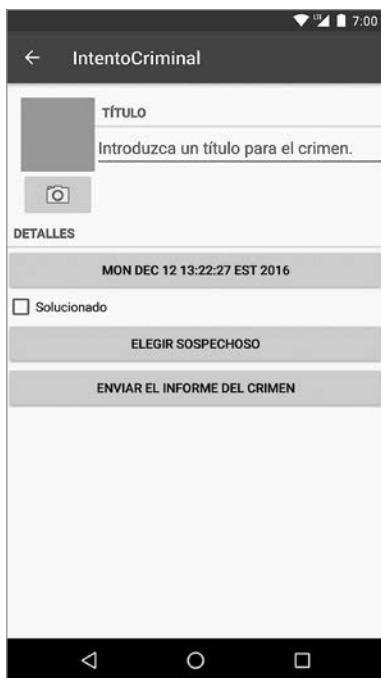 LTE 7:00
IntentoCriminal
TÍTULO
Introduzca un título para el crimen.
DETALLES
MON DEC 12 13:22:27 EST 2016
Solucionado
ELEGIR SOSPECHOSO
ENVIAR EL INFORME DEL CRIMEN